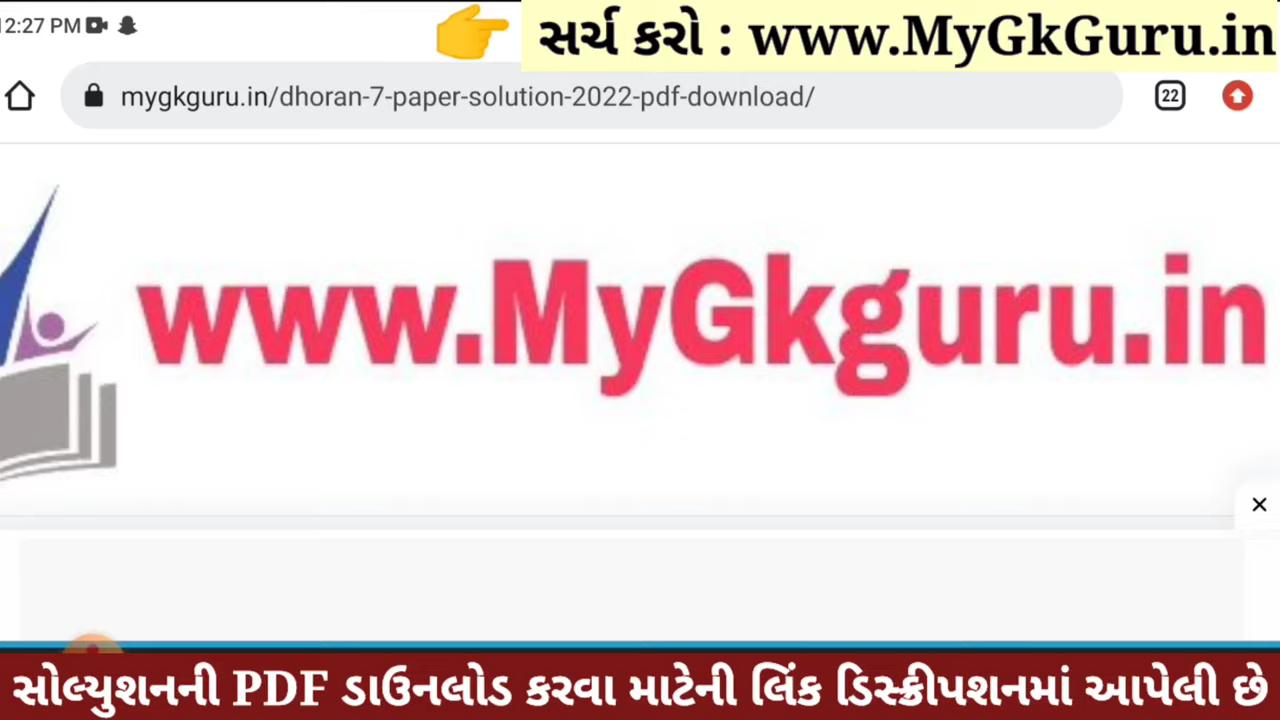 12:27 PM
👉 સર્ચ કરો : www.MyGkGuru.in
mygkguru.in/dhoran-7-paper-solution-2022-pdf-download/
22
www.MyGkguru.in
સોલ્યુશનની PDF ડાઉનલોડ કરવા માટેની લિંક ડિસ્ક્રીપશનમાં આપેલી છે